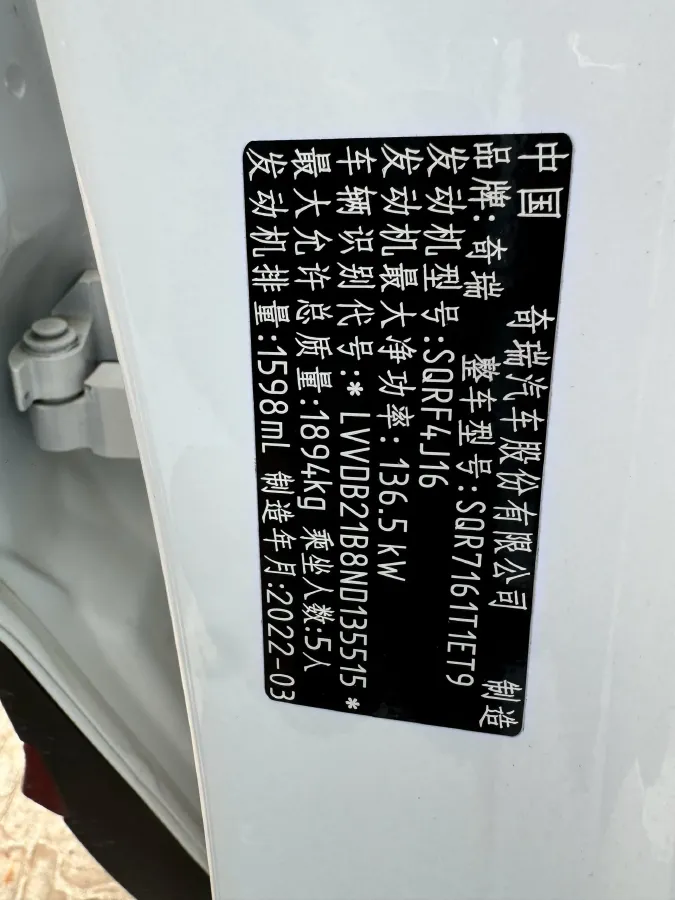 中国 奇瑞汽车股份有限公司 制造
品牌:奇瑞 整车型号:SQR7161T1ET9
发动机型号:SQRF4J16
发动机最大净功率:136.5kW
车辆识别代号:* LVVDB21B8ND135515 *
最大允许总质量:1894kg 乘坐人数:5人
发动机排量:1598mL 制造年月:2022-03